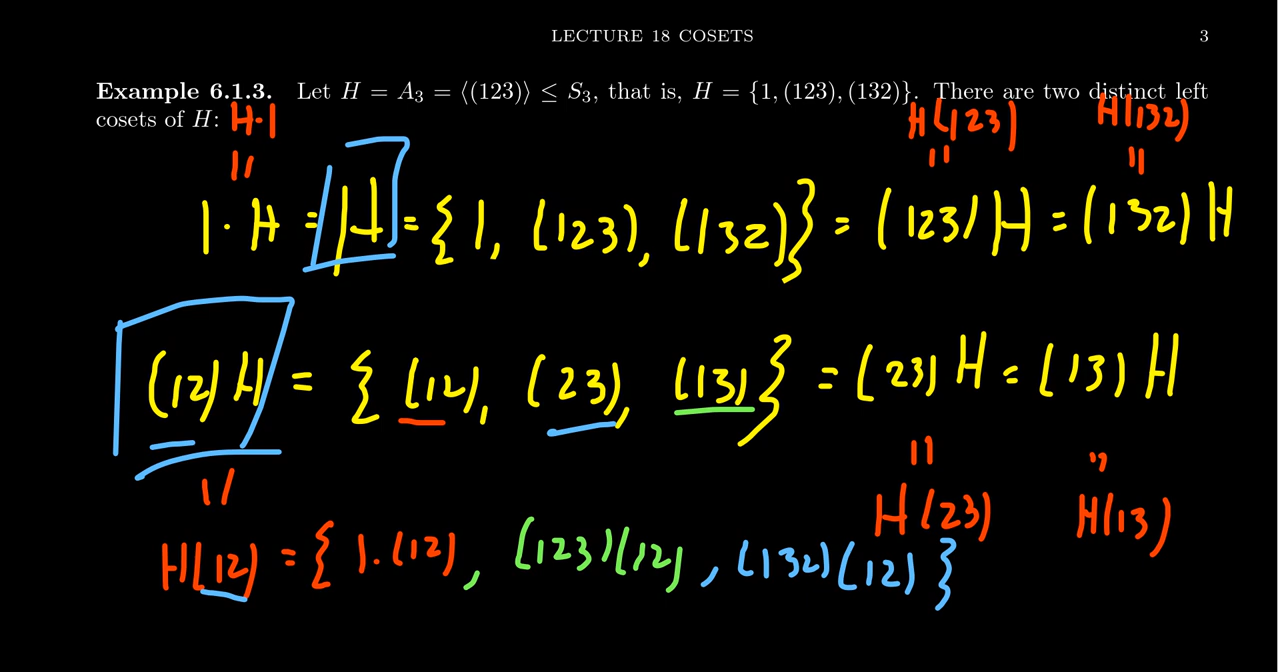 LECTURE 18 COSETS 3
Example 6.1.3. Let H = A₃ = ⟨(123)⟩ ≤ S₃, that is, H = {1, (123), (132)}. There are two distinct left
cosets of H: H·1 H(123) H(132)
= = =
1·H = H = {1, (123), (132)} = (123)H = (132)H
(12)H = {(12), (23), (13)} = (23)H = (13)H
= = =
H(23) H(13)
H(12) = {1·(12), (123)(12), (132)(12)}